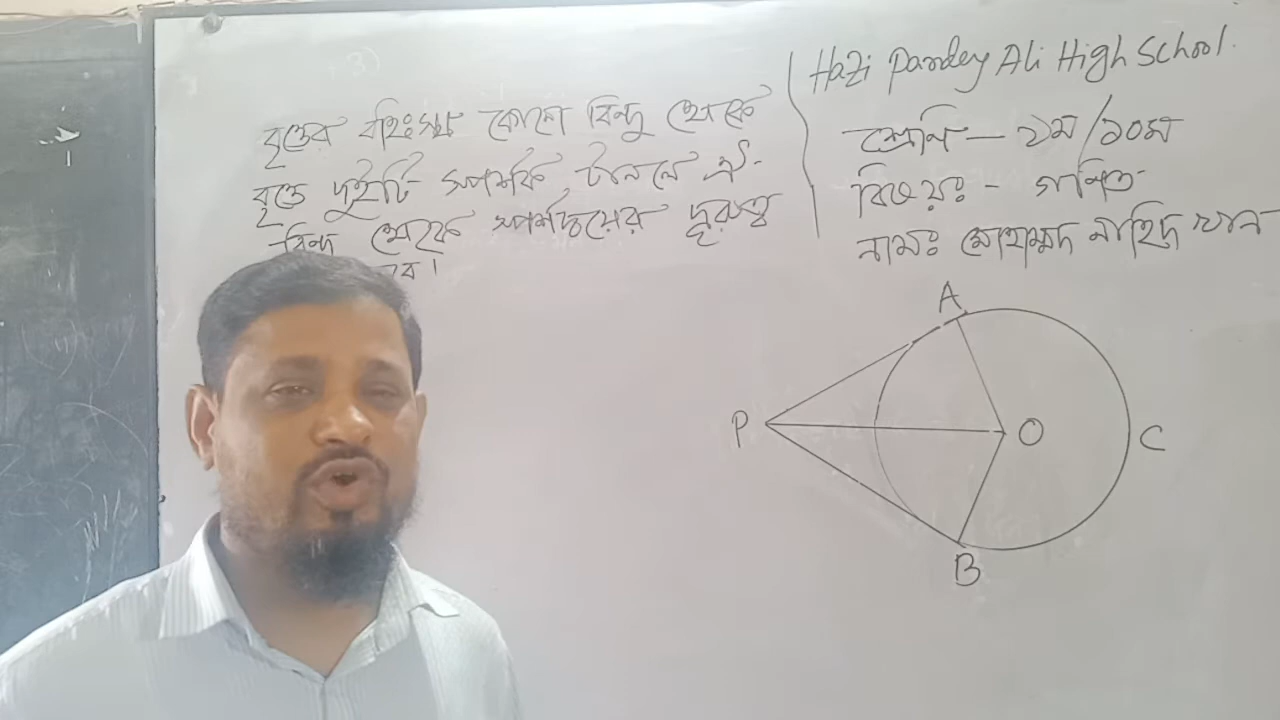 বৃত্তের বহিঃস্থ কোনো বিন্দু থেকে
বৃত্তে দুইটি স্পর্শক টানলে ঐ
বিন্দু থেকে স্পর্শদ্বয়ের দূরত্ব
Hazi Pandey Ali High School.
শ্রেণি - ৯ম/১০ম
বিষয়ঃ - গণিত
নামঃ মোহাম্মদ নাহিদ খান
A
P
O
C
B